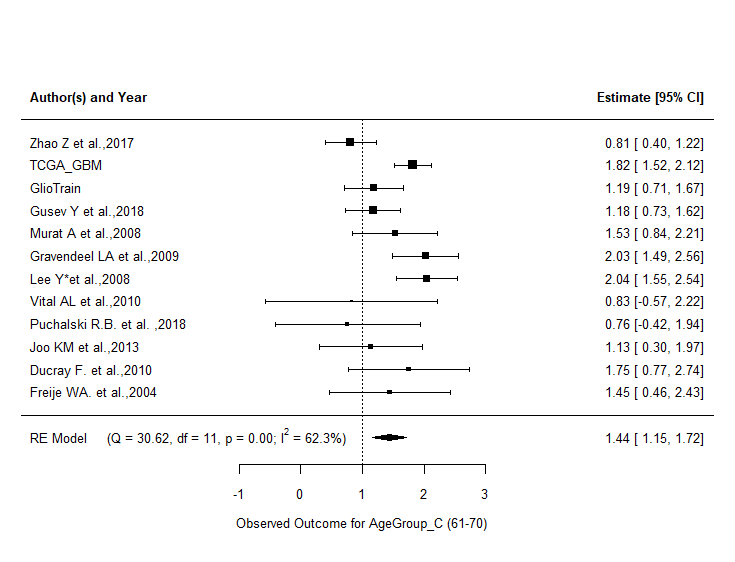 Author(s) and Year Estimate [95% CI]
Zhao Z et al.,2017 0.81 [ 0.40, 1.22]
TCGA_GBM 1.82 [ 1.52, 2.12]
GlioTrain 1.19 [ 0.71, 1.67]
Gusev Y et al.,2018 1.18 [ 0.73, 1.62]
Murat A et al.,2008 1.53 [ 0.84, 2.21]
Gravendeel LA et al.,2009 2.03 [ 1.49, 2.56]
Lee Y*et al.,2008 2.04 [ 1.55, 2.54]
Vital AL et al.,2010 0.83 [-0.57, 2.22]
Puchalski R.B. et al. ,2018 0.76 [-0.42, 1.94]
Joo KM et al.,2013 1.13 [ 0.30, 1.97]
Ducray F. et al.,2010 1.75 [ 0.77, 2.74]
Freije WA. et al.,2004 1.45 [ 0.46, 2.43]
RE Model (Q = 30.62, df = 11, p = 0.00; I² = 62.3%) 1.44 [ 1.15, 1.72]
-1 0 1 2 3
Observed Outcome for AgeGroup_C (61-70)